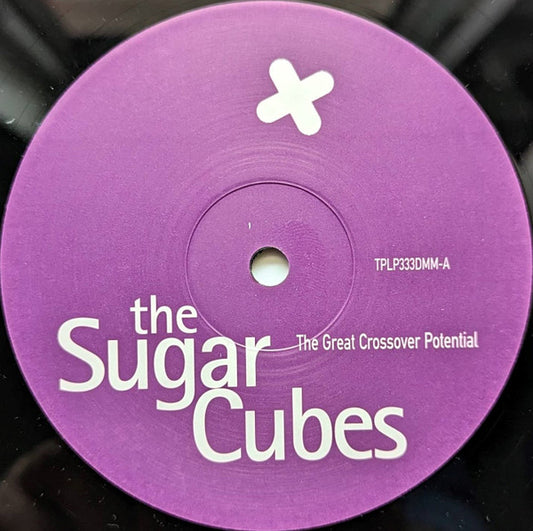 TPLP333DMM-A
the
Sugar
Cubes
The Great Crossover Potential